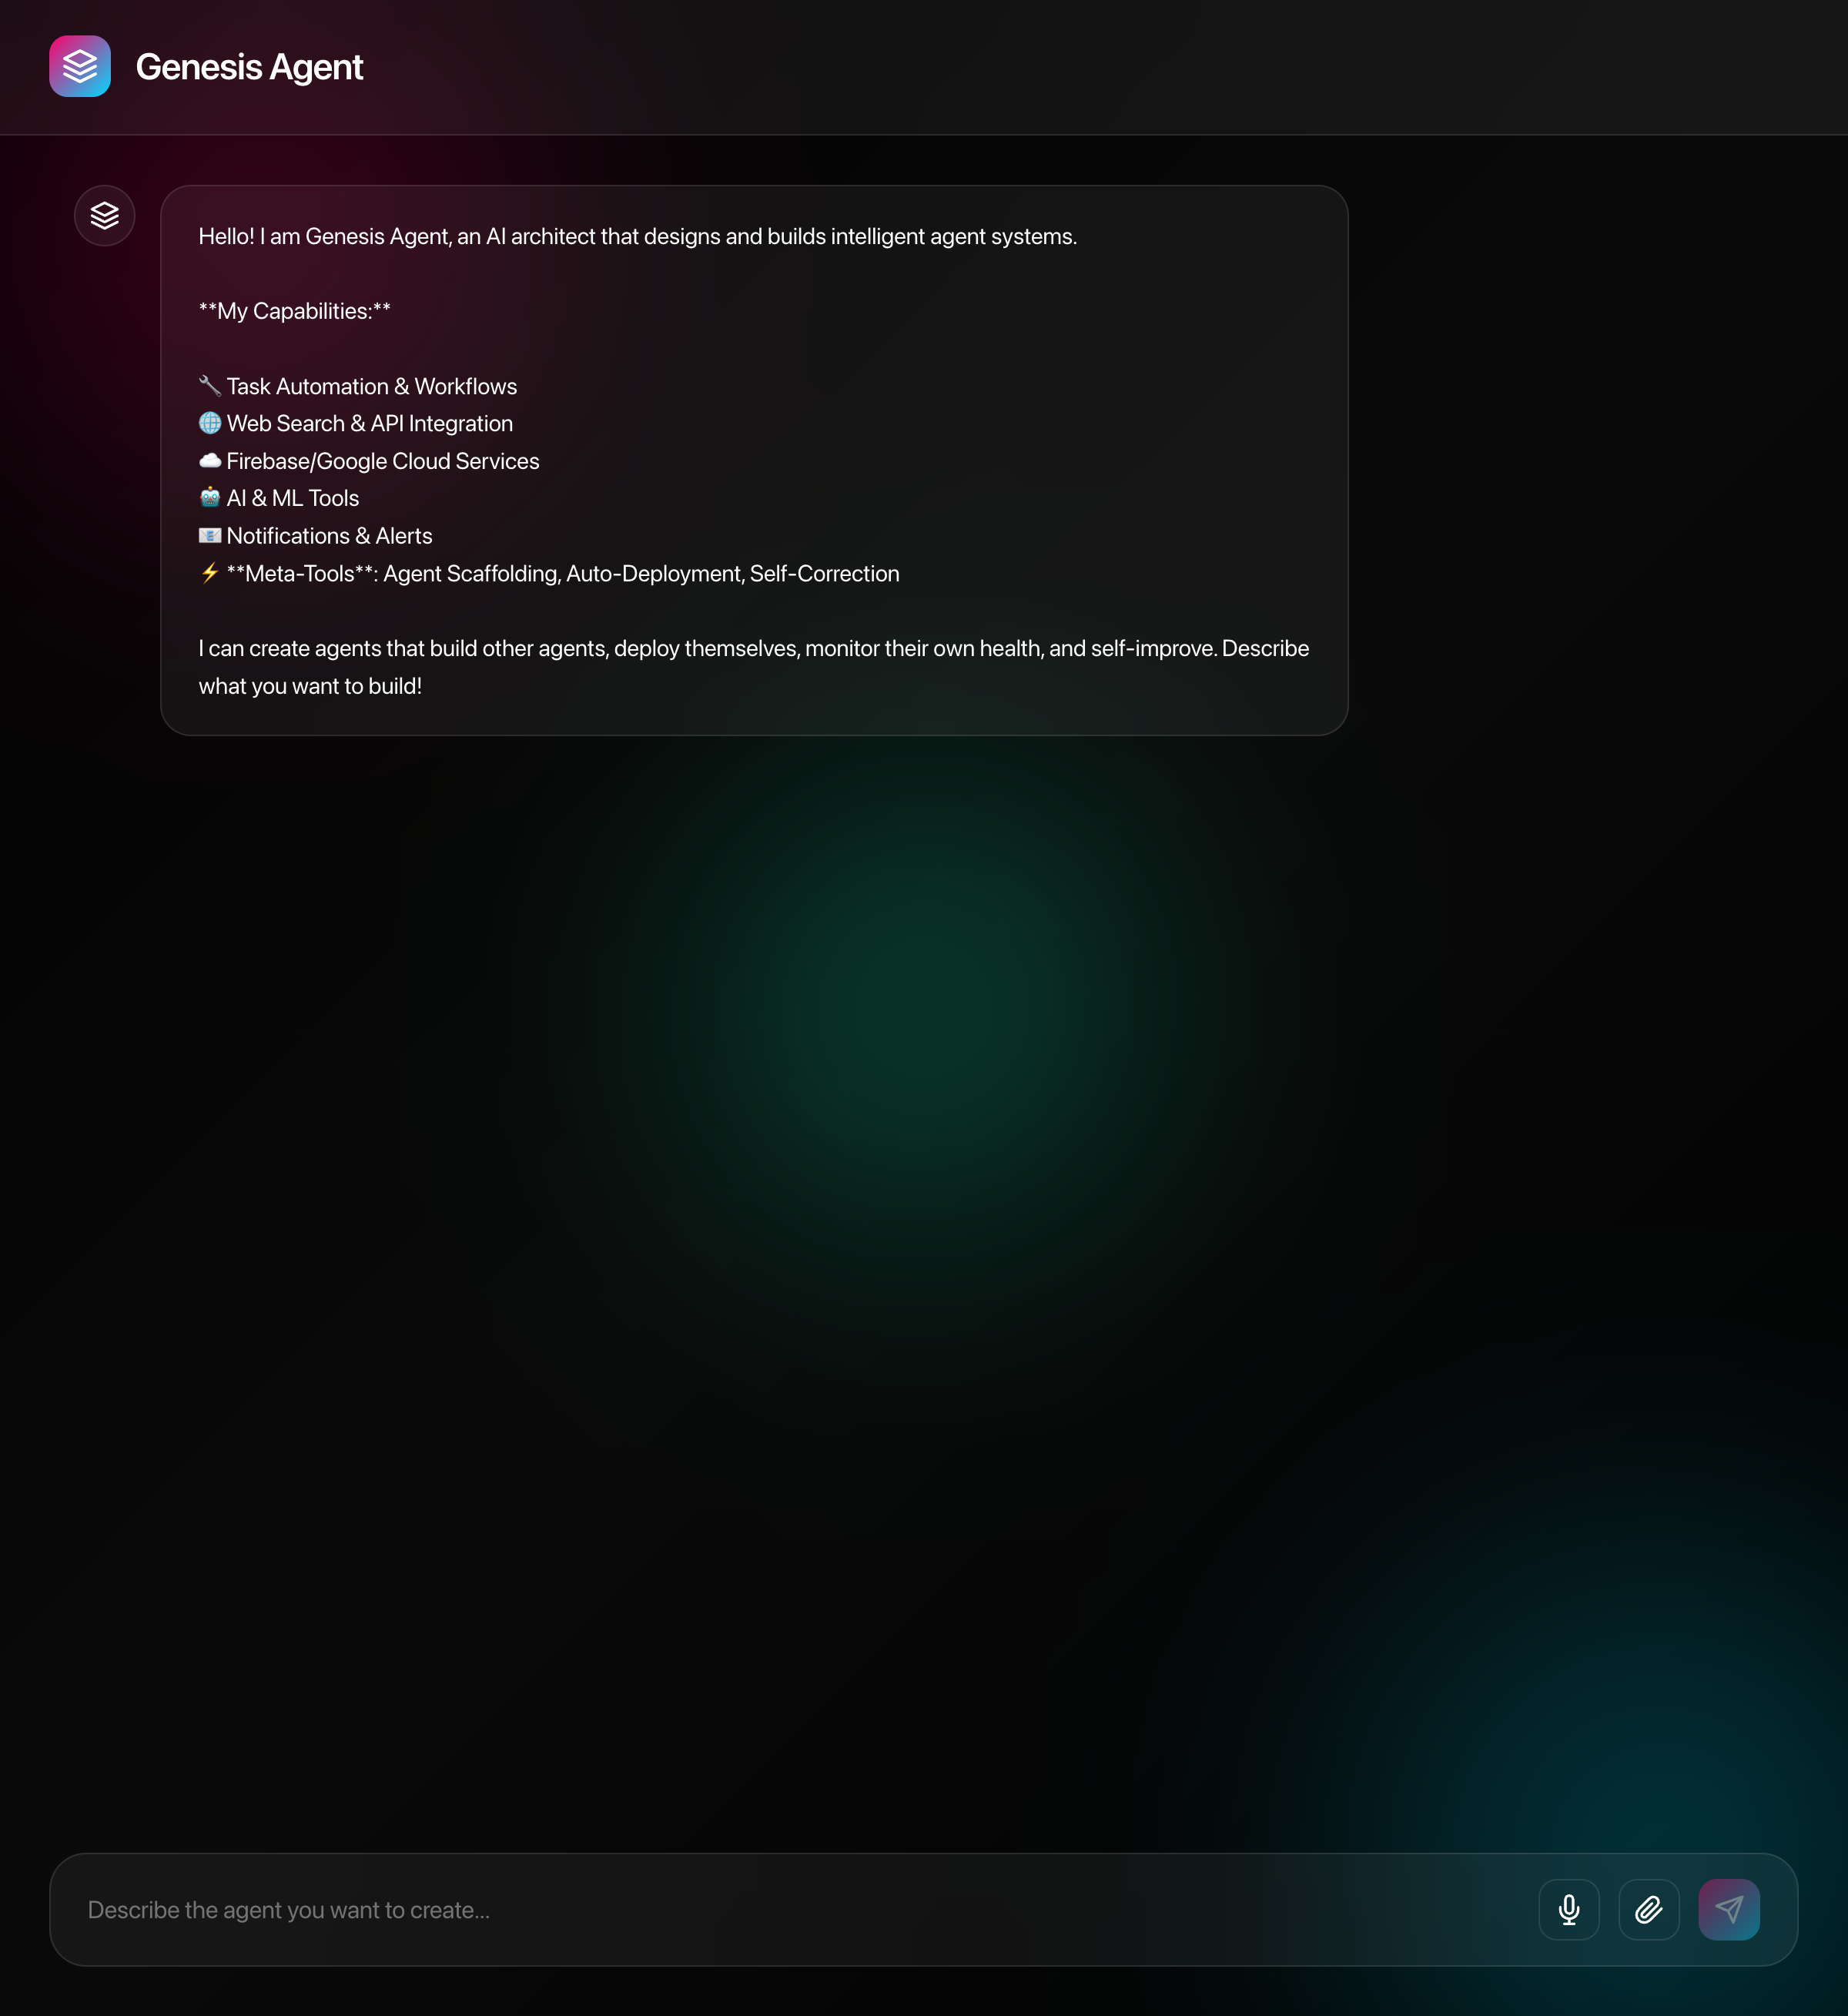 Genesis Agent
Hello! I am Genesis Agent, an AI architect that designs and builds intelligent agent systems.
**My Capabilities:**
🔧 Task Automation & Workflows
🌐 Web Search & API Integration
☁️ Firebase/Google Cloud Services
🤖 AI & ML Tools
📧 Notifications & Alerts
⚡ **Meta-Tools**: Agent Scaffolding, Auto-Deployment, Self-Correction
I can create agents that build other agents, deploy themselves, monitor their own health, and self-improve. Describe
what you want to build!
Describe the agent you want to create...